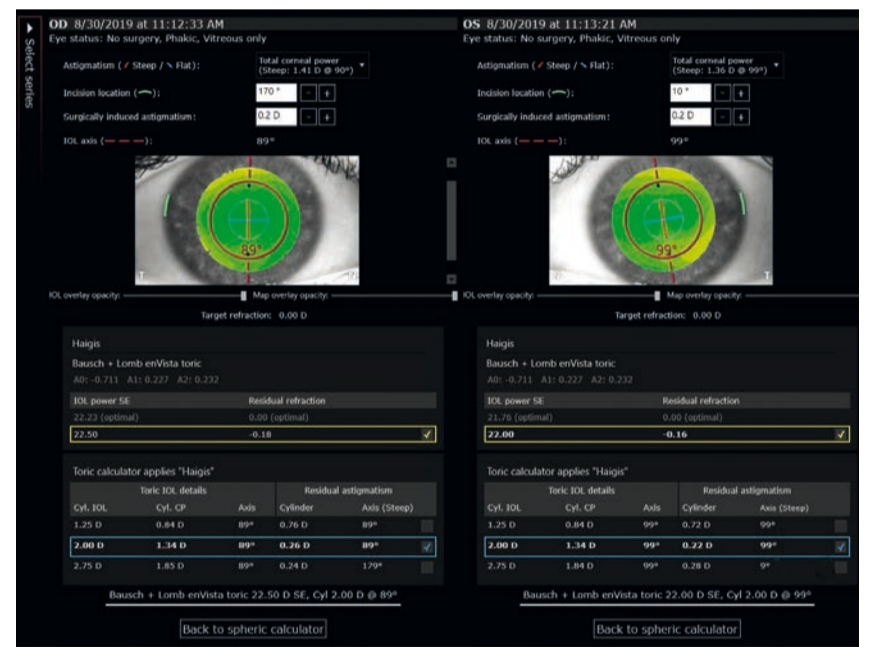 Select series
OD 8/30/2019 at 11:12:33 AM
Eye status: No surgery, Phakic, Vitreous only
Astigmatism ( / Steep / \ Flat):
Total corneal power
(Steep: 1.41 D @ 90°)
Incision location ( ):
170 °
- +
Surgically induced astigmatism:
0.2 D
- +
IOL axis (— — —):
89°
89°
T
IOL overlay opacity:
Map overlay opacity:
Target refraction: 0.00 D
Haigis
Bausch + Lomb enVista toric
A0: -0.711 A1: 0.227 A2: 0.232
IOL power SE Residual refraction
22.23 (optimal) 0.00 (optimal)
22.50 -0.18
Toric calculator applies "Haigis"
Toric IOL details Residual astigmatism
Cyl. IOL Cyl. CP Axis Cylinder Axis (Steep)
1.25 D 0.84 D 89° 0.76 D 89°
2.00 D 1.34 D 89° 0.26 D 89°
2.75 D 1.85 D 89° 0.24 D 179°
Bausch + Lomb enVista toric 22.50 D SE, Cyl 2.00 D @ 89°
Back to spheric calculator
OS 8/30/2019 at 11:13:21 AM
Eye status: No surgery, Phakic, Vitreous only
Astigmatism ( / Steep / \ Flat):
Total corneal power
(Steep: 1.36 D @ 99°)
Incision location ( ):
10 °
- +
Surgically induced astigmatism:
0.2 D
- +
IOL axis (— — —):
99°
99°
T
IOL overlay opacity:
Map overlay opacity:
Target refraction: 0.00 D
Haigis
Bausch + Lomb enVista toric
A0: -0.711 A1: 0.227 A2: 0.232
IOL power SE Residual refraction
21.76 (optimal) 0.00 (optimal)
22.00 -0.16
Toric calculator applies "Haigis"
Toric IOL details Residual astigmatism
Cyl. IOL Cyl. CP Axis Cylinder Axis (Steep)
1.25 D 0.84 D 99° 0.72 D 99°
2.00 D 1.34 D 99° 0.22 D 99°
2.75 D 1.84 D 99° 0.28 D 9°
Bausch + Lomb enVista toric 22.00 D SE, Cyl 2.00 D @ 99°
Back to spheric calculator